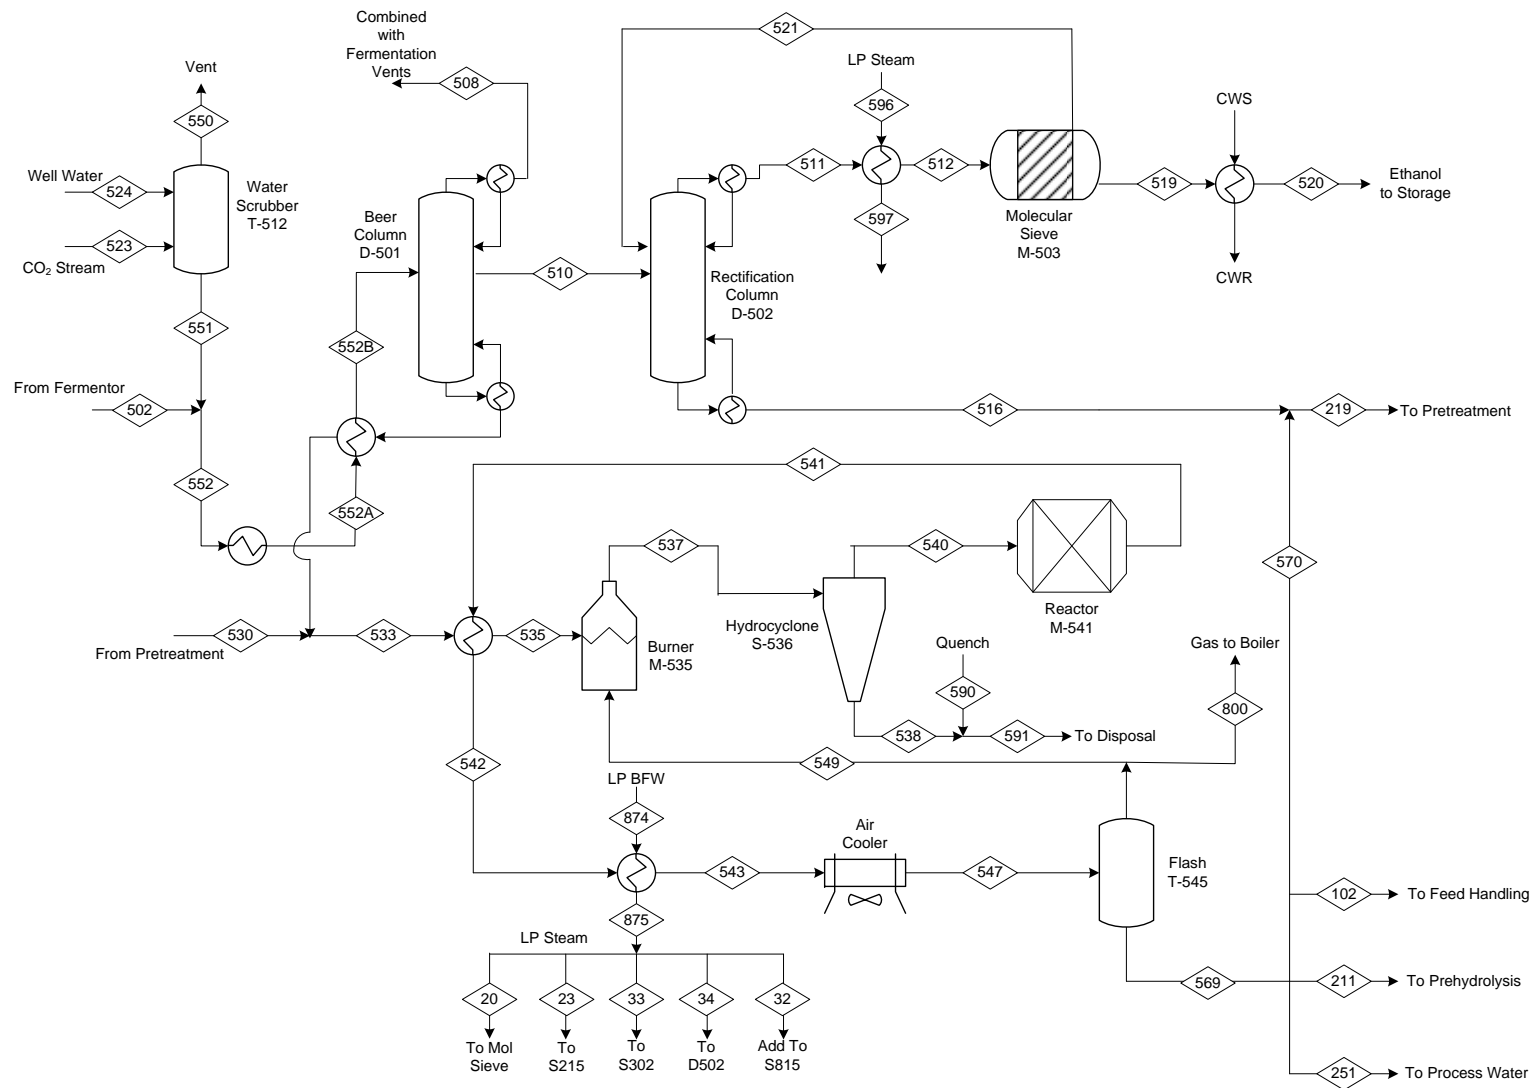 Combined
with
Fermentation
Vents
508
521
LP Steam
596
Vent
550
CWS
Well Water
524
Water
Scrubber
T-512
523
CO₂ Stream
551
Beer
Column
D-501
510
511
512
597
Molecular
Sieve
M-503
519
520
Ethanol
to Storage
CWR
Rectification
Column
D-502
552B
From Fermentor
502
516
219
To Pretreatment
552
552A
541
537
540
570
Reactor
M-541
From Pretreatment
530
533
535
Burner
M-535
Hydrocyclone
S-536
Quench
590
538
591
To Disposal
Gas to Boiler
800
542
549
LP BFW
874
543
Air
Cooler
547
Flash
T-545
875
LP Steam
20
23
33
34
32
To Mol
Sieve
To
S215
To
S302
To
D502
Add To
S815
569
102
To Feed Handling
211
To Prehydrolysis
251
To Process Water